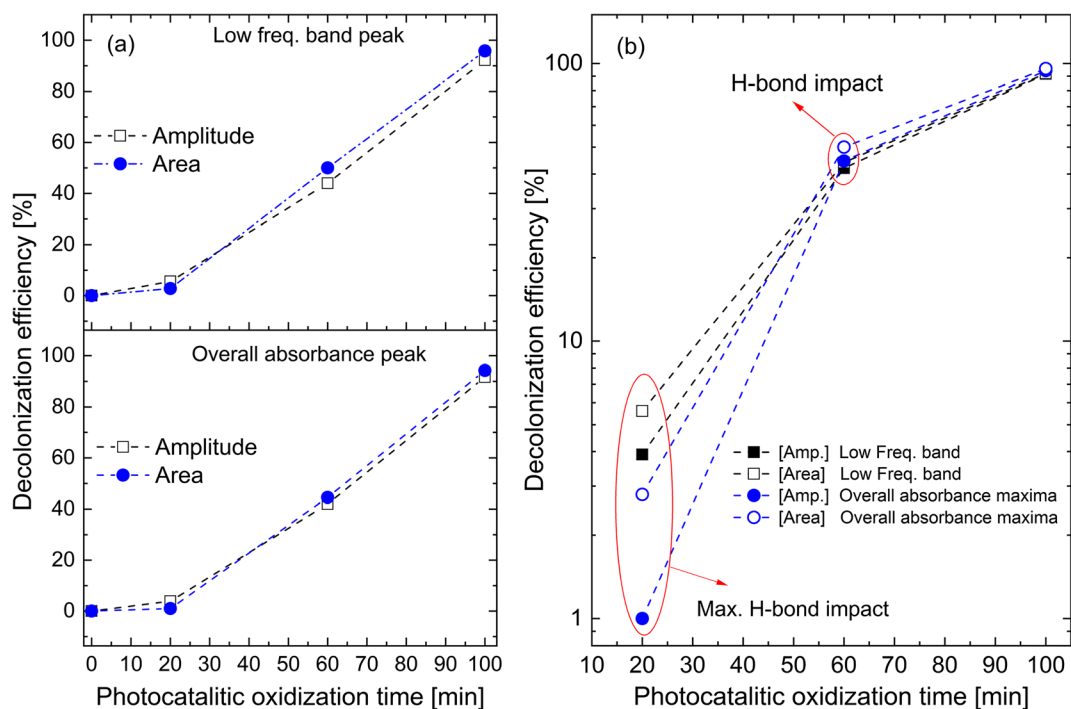 (a)
Low freq. band peak
Amplitude
Area
100
80
60
40
20
0
Overall absorbance peak
Amplitude
Area
100
80
60
40
20
0
Decolonization efficiency [%]
0 10 20 30 40 50 60 70 80 90 100
Photocatalitic oxidization time [min]
(b)
H-bond impact
100
10
1
Decolonization efficiency [%]
[Amp.] Low Freq. band
[Area] Low Freq. band
[Amp.] Overall absorbance maxima
[Area] Overall absorbance maxima
Max. H-bond impact
10 20 30 40 50 60 70 80 90 100
Photocatalitic oxidization time [min]